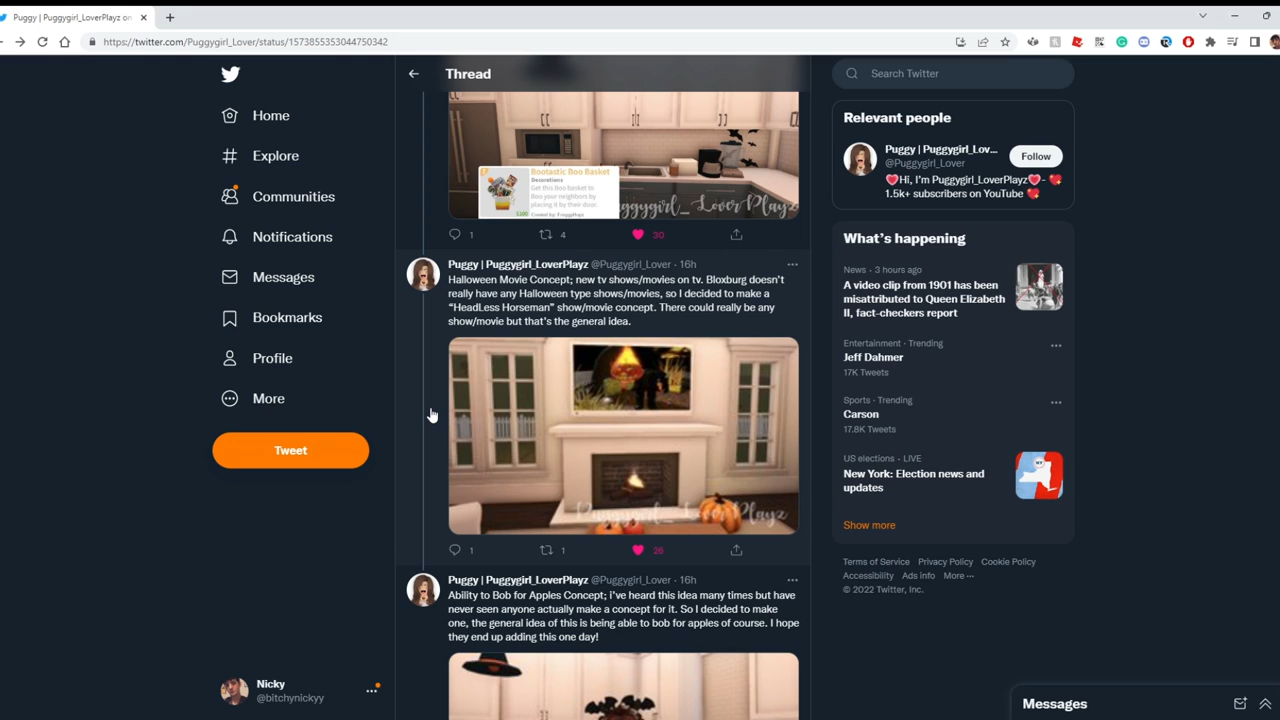 Puggy | Puggygirl_LoverPlayz on
https://twitter.com/Puggygirl_Lover/status/1573855353044750342
Home
Explore
Communities
Notifications
Messages
Bookmarks
Profile
More
Tweet
Nicky
@bitchynickyy
Thread
Bootastic Boo Basket
Decorations
Get this Boo basket to
Boo your neighbors by
placing it by their door.
Puggygirl_ LoverPlayz
1 4 30
Puggy | Puggygirl_LoverPlayz @Puggygirl_Lover · 16h
Halloween Movie Concept; new tv shows/movies on tv. Bloxburg doesn't
really have any Halloween type shows/movies, so I decided to make a
“HeadLess Horseman” show/movie concept. There could really be any
show/movie but that's the general idea.
Puggygirl_ LoverPlayz
1 1 26
Puggy | Puggygirl_LoverPlayz @Puggygirl_Lover · 16h
Ability to Bob for Apples Concept; i've heard this idea many times but have
never seen anyone actually make a concept for it. So I decided to make
one, the general idea of this is being able to bob for apples of course. I hope
they end up adding this one day!
Search Twitter
Relevant people
Puggy | Puggygirl_Lov...
@Puggygirl_Lover
Follow
Hi, I'm Puggygirl_LoverPlayz -
1.5k+ subscribers on YouTube
What's happening
News · 3 hours ago
A video clip from 1901 has been
misattributed to Queen Elizabeth
II, fact-checkers report
Entertainment · Trending
Jeff Dahmer
17K Tweets
Sports · Trending
Carson
17.8K Tweets
US elections · LIVE
New York: Election news and
updates
Show more
Terms of Service Privacy Policy Cookie Policy
Accessibility Ads info More ···
© 2022 Twitter, Inc.
Messages